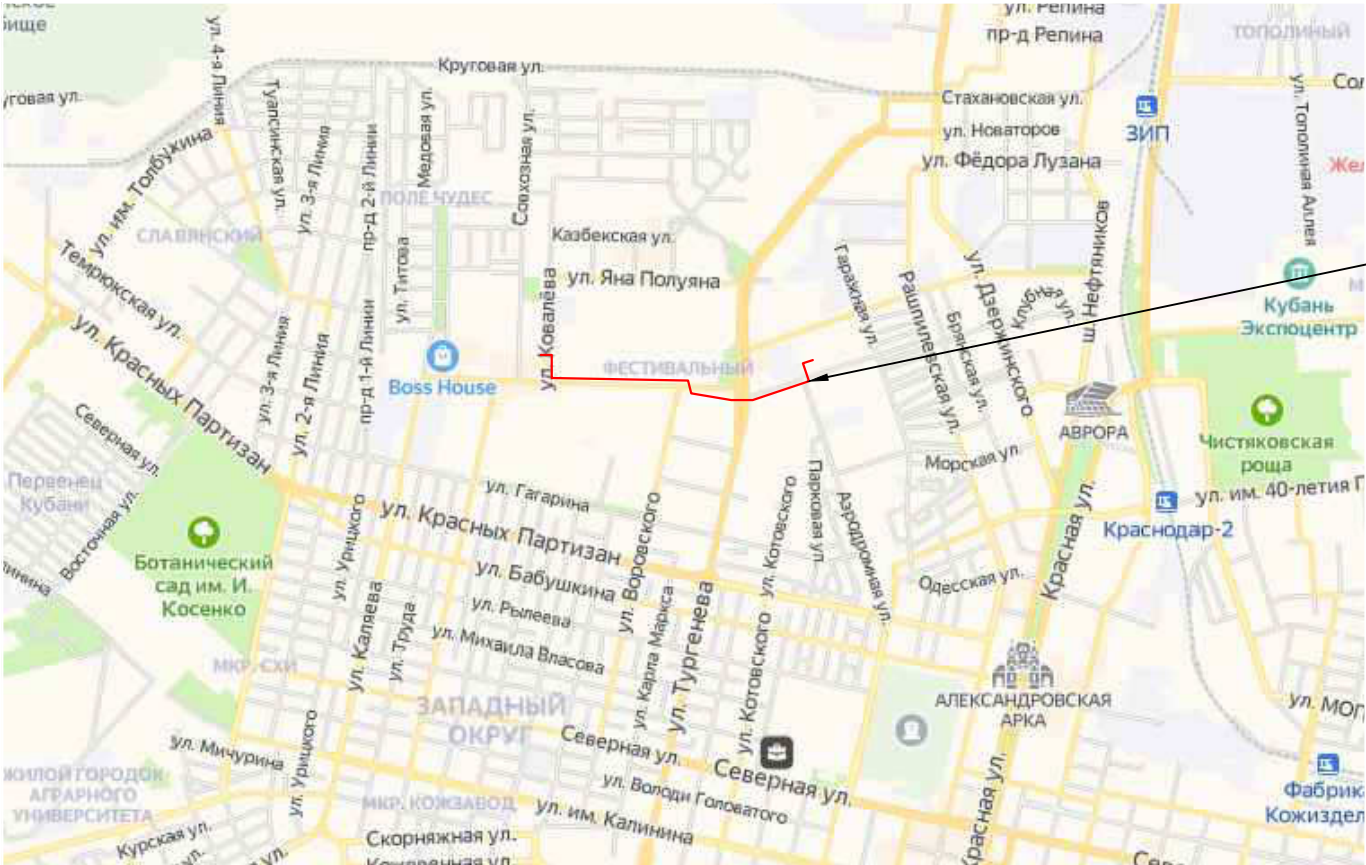 ище
ул. Репина
пр-д Репина
ТОПОЛИНЫЙ
ул. 4-я Линия
Круговая ул.
уговая ул.
Туапсинская ул.
Медовая ул.
Совхозная ул.
Стахановская ул.
ЗИП
ул. Тополиная Аллея
ул. Новаторов
ул. Фёдора Лузана
Жел
ул. им. Толбухина
ул. 3-я Линия
пр-д 2-й Линии
ПОЛЕ ЧУДЕС
СЛАВЯНСКИЙ
Казбекская ул.
ул. Яна Полуяна
ш. Нефтяников
Темрюкская ул.
ул. Титова
ул. Ковалёва
Гаражная ул.
Рашпилевская ул.
ул. Дзержинского
Клубная ул.
Брянская ул.
Кубань
Экспоцентр
ул. Красных Партизан
ул. 3-я Линия
ул. 2-я Линия
пр-д 1-й Линии
Boss House
ФЕСТИВАЛЬНЫЙ
АВРОРА
Чистяковская
роща
Северная ул.
Первенец
Кубани
Восточная ул.
Морская ул.
ул. им. 40-летия П
Краснодар-2
ул. Гагарина
ул. Красных Партизан
ул. Воровского
ул. Котовского
Парковая ул.
Аэродромная ул.
Красная ул.
Ботанический
сад им. И.
Косенко
линина
ул. Урицкого
ул. Каляева
ул. Труда
ул. Бабушкина
ул. Рылеева
ул. Михаила Власова
ул. Карла Маркса
ул. Тургенева
ул. Котовского
Одесская ул.
МКР. СХИ
ЗАПАДНЫЙ
ОКРУГ
АЛЕКСАНДРОВСКАЯ
АРКА
ул. МОП
ул. Мичурина
ул. Урицкого
Северная ул.
Северная ул.
ул. Володи Головатого
Красная ул.
Фабрика
Кожиздел
ЖИЛОЙ ГОРОДОК
АГРАРНОГО
УНИВЕРСИТЕТА
МКР. КОЖЗАВОД
ул. им. Калинина
Курская ул.
Скорняжная ул.